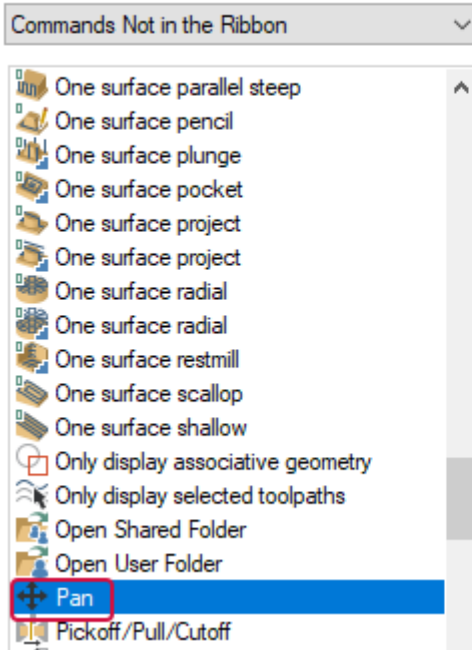 Commands Not in the Ribbon
One surface parallel steep
One surface pencil
One surface plunge
One surface pocket
One surface project
One surface project
One surface radial
One surface radial
One surface restmill
One surface scallop
One surface shallow
Only display associative geometry
Only display selected toolpaths
Open Shared Folder
Open User Folder
Pan
Pickoff/Pull/Cutoff